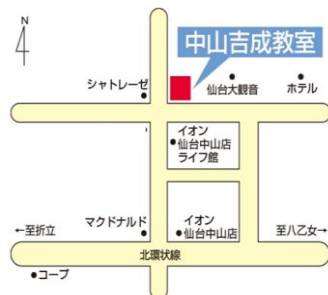 N
中山吉成教室
シャトレーゼ
仙台大観音
ホテル
イオン
仙台中山店
ライフ館
マクドナルド
イオン
仙台中山店
←至折立
至八乙女→
北環状線
コープ